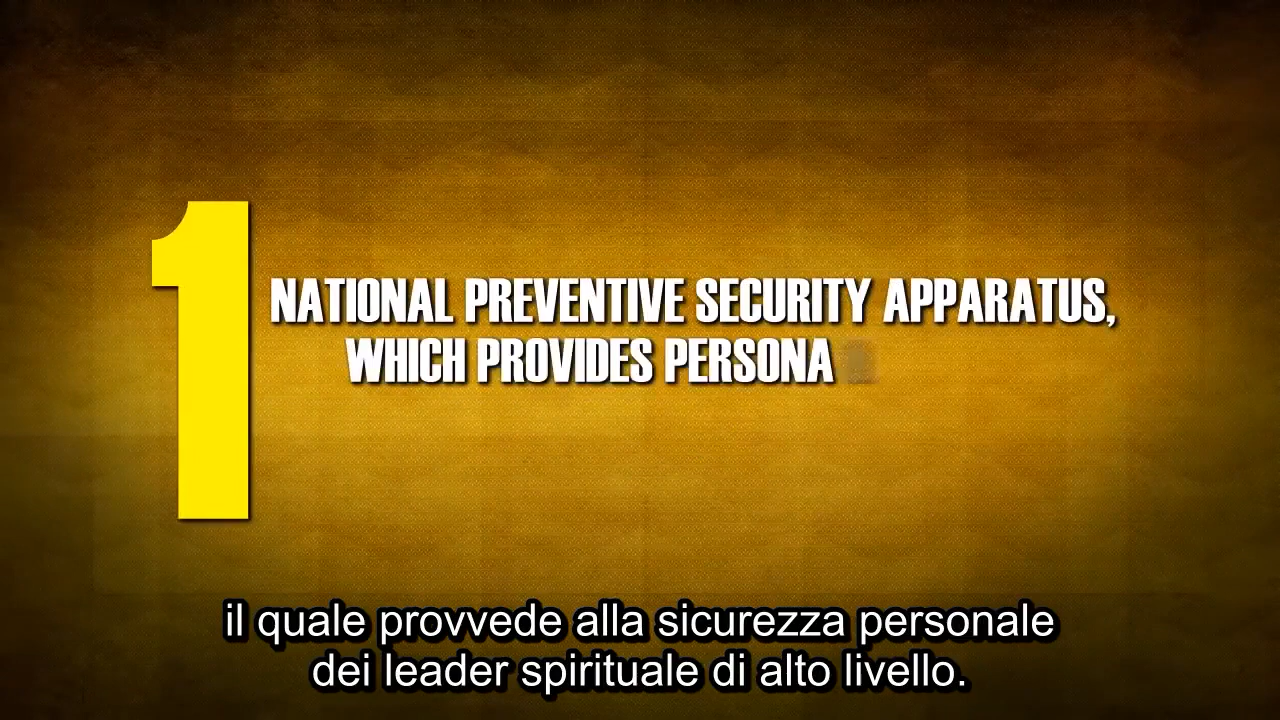 1
NATIONAL PREVENTIVE SECURITY APPARATUS,
WHICH PROVIDES PERSONA
il quale provvede alla sicurezza personale
dei leader spirituale di alto livello.